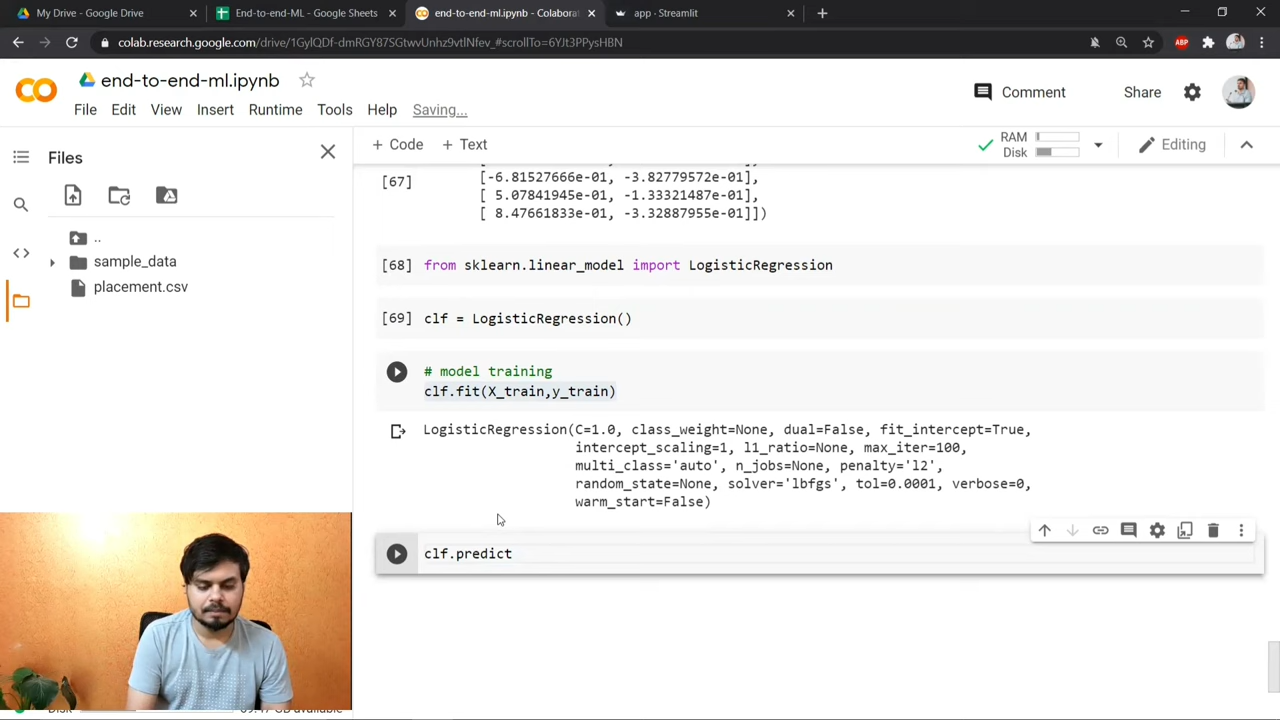 My Drive - Google Drive
End-to-end-ML - Google Sheets
end-to-end-ml.ipynb - Colaborat
app · Streamlit
colab.research.google.com/drive/1GylQDf-dmRGY87SGtwvUnhz9vtlNfev_#scrollTo=6YJt3PPysHBN
ABP
end-to-end-ml.ipynb
File Edit View Insert Runtime Tools Help Saving...
Comment
Share
Files
..
sample_data
placement.csv
+ Code + Text
RAM
Disk
Editing
[67]
[-6.81527666e-01, -3.82779572e-01],
[ 5.07841945e-01, -1.33321487e-01],
[ 8.47661833e-01, -3.32887955e-01]])
[68] from sklearn.linear_model import LogisticRegression
[69] clf = LogisticRegression()
# model training
clf.fit(X_train,y_train)
LogisticRegression(C=1.0, class_weight=None, dual=False, fit_intercept=True,
intercept_scaling=1, l1_ratio=None, max_iter=100,
multi_class='auto', n_jobs=None, penalty='l2',
random_state=None, solver='lbfgs', tol=0.0001, verbose=0,
warm_start=False)
clf.predict